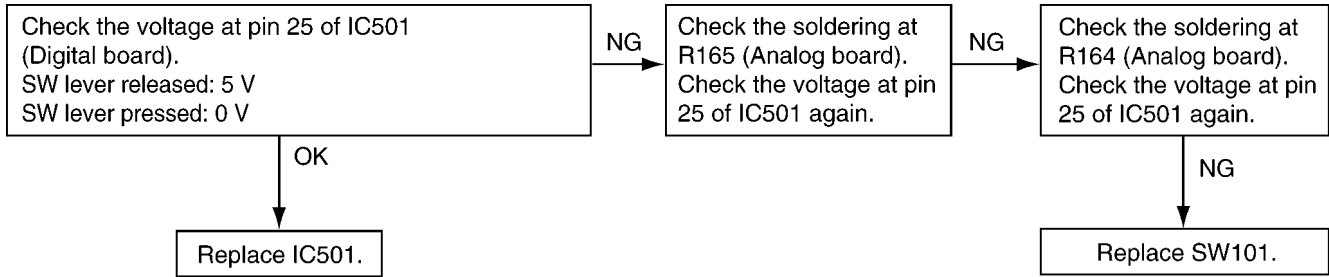 Check the voltage at pin 25 of IC501
(Digital board).
SW lever released: 5 V
SW lever pressed: 0 V
NG
Check the soldering at
R165 (Analog board).
Check the voltage at pin
25 of IC501 again.
NG
Check the soldering at
R164 (Analog board).
Check the voltage at pin
25 of IC501 again.
OK
NG
Replace IC501.
Replace SW101.